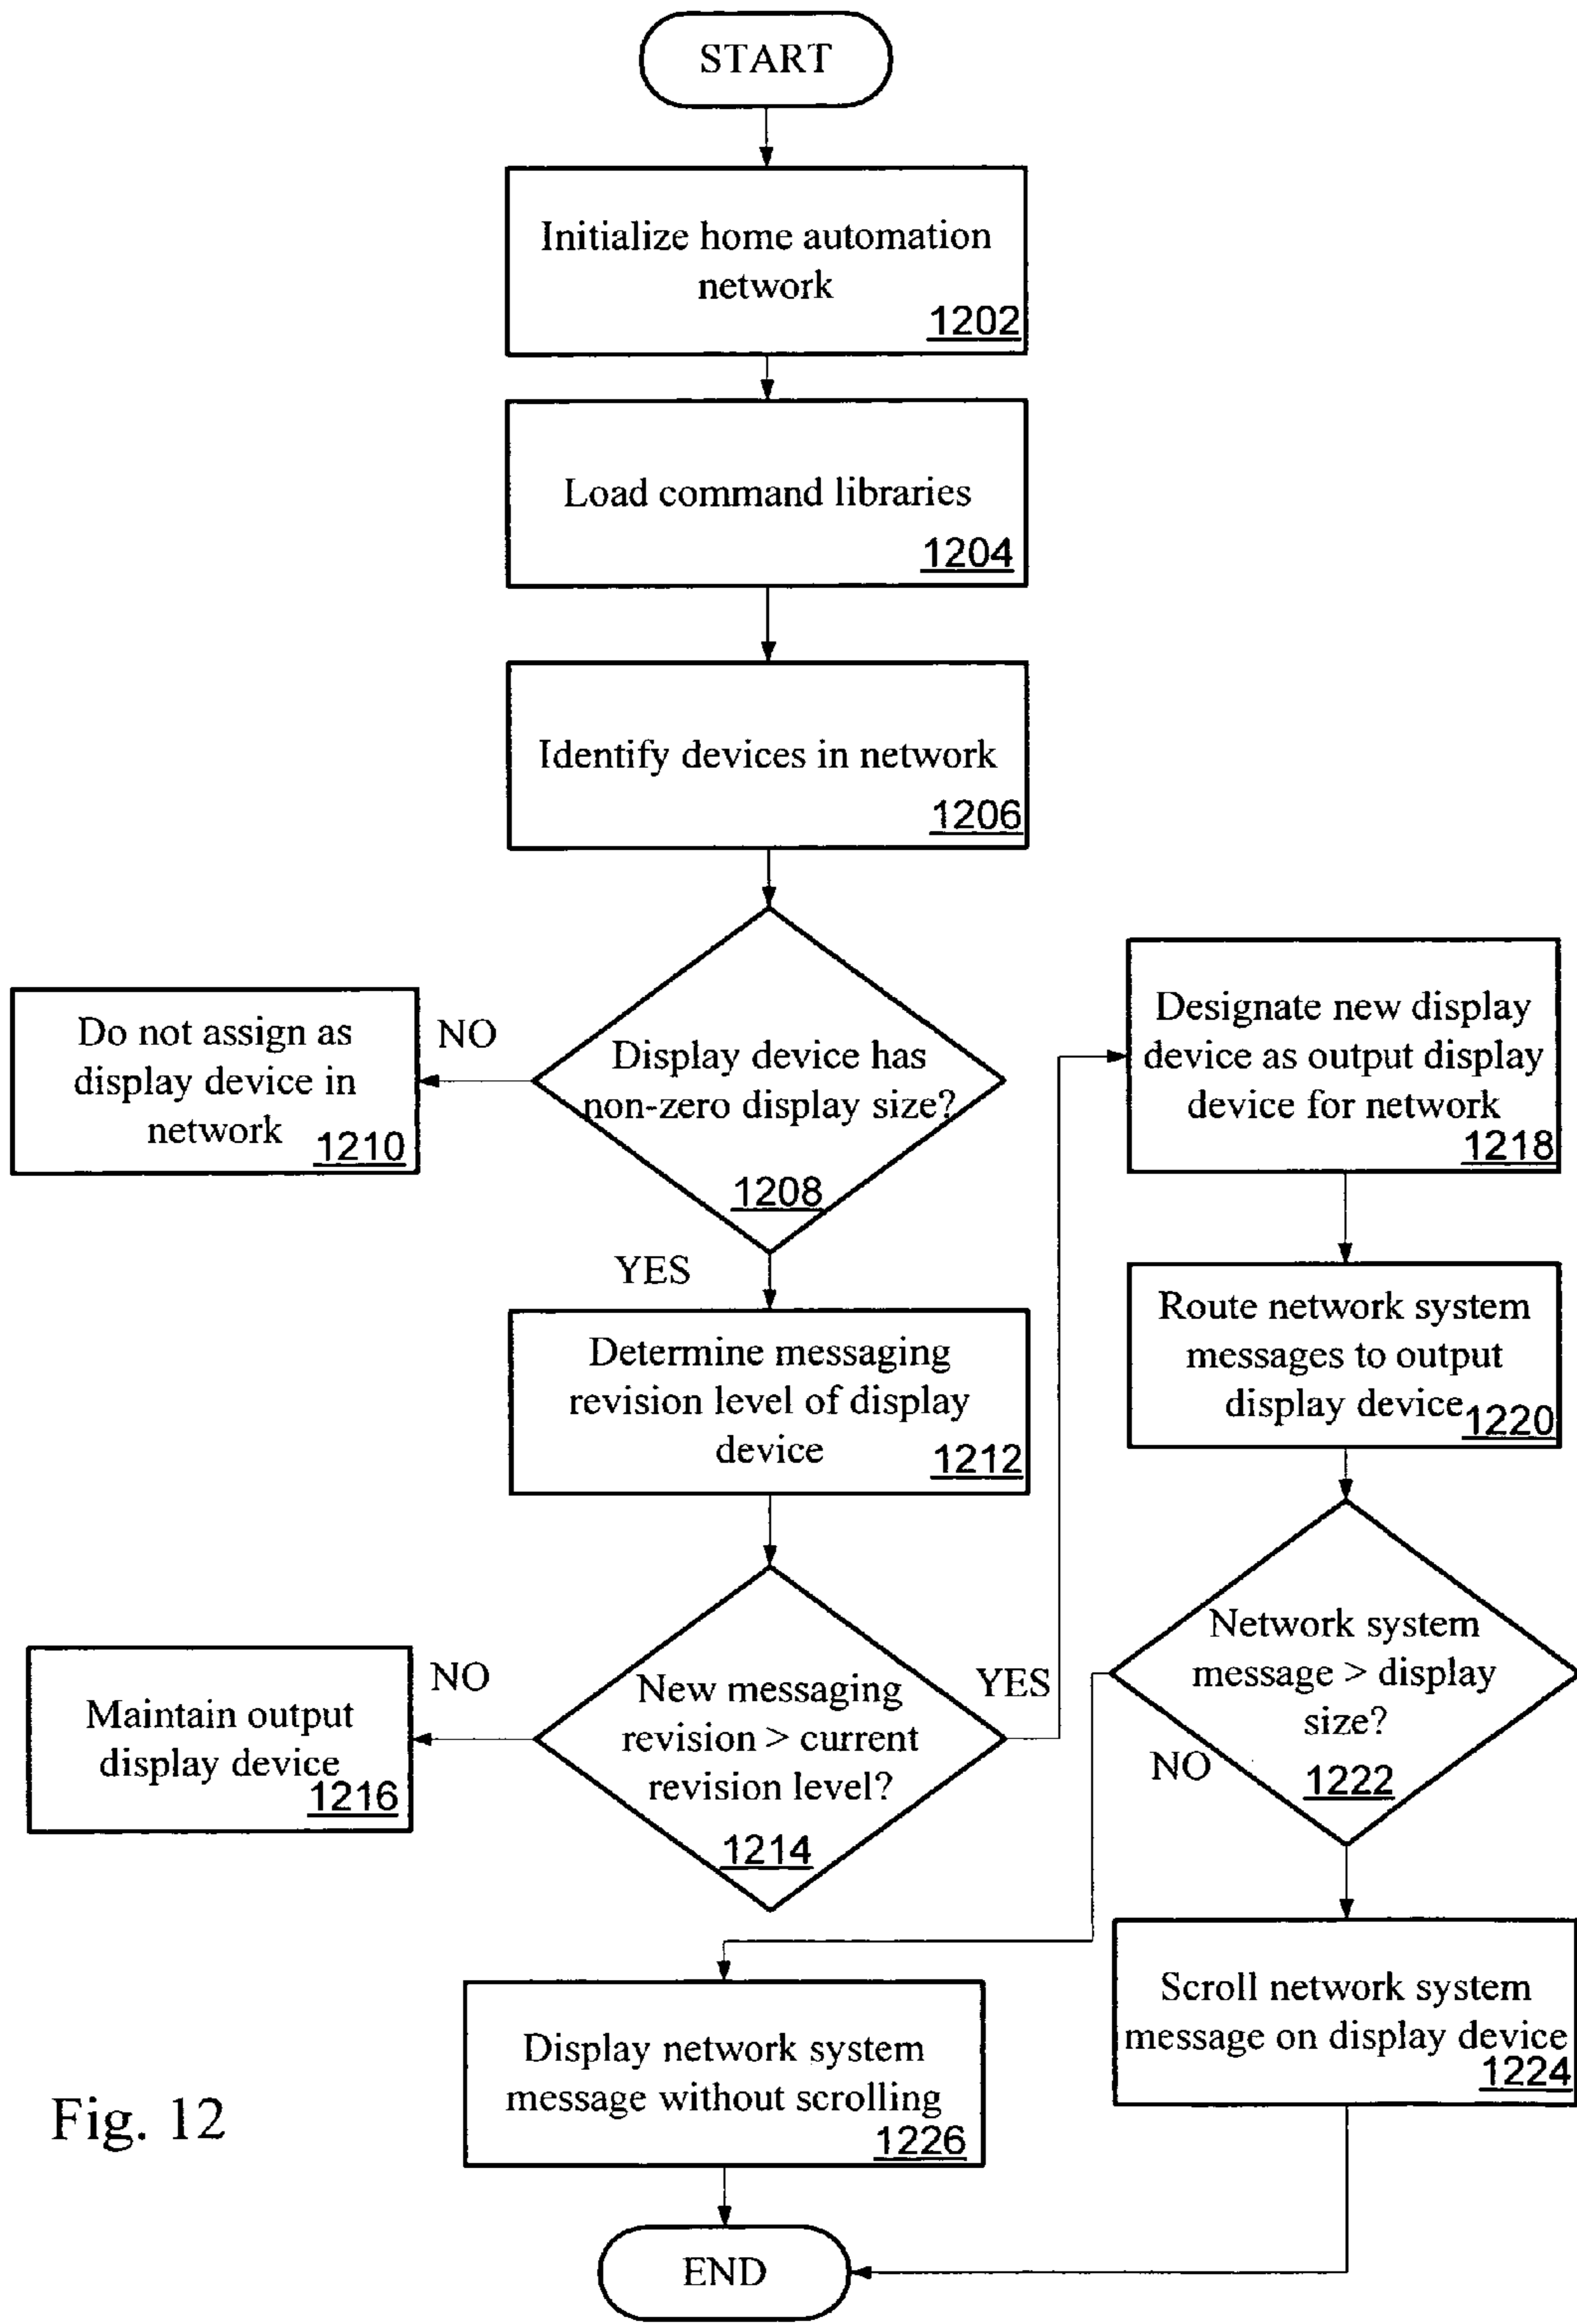 START
Initialize home automation
network
1202
Load command libraries
1204
Identify devices in network
1206
Display device has
non-zero display size?
1208
NO
Do not assign as
display device in
network
1210
YES
Determine messaging
revision level of display
device
1212
New messaging
revision > current
revision level?
1214
NO
Maintain output
display device
1216
YES
Designate new display
device as output display
device for network
1218
Route network system
messages to output
display device
1220
Network system
message > display
size?
1222
NO
Scroll network system
message on display device
1224
Display network system
message without scrolling
1226
END
Fig. 12